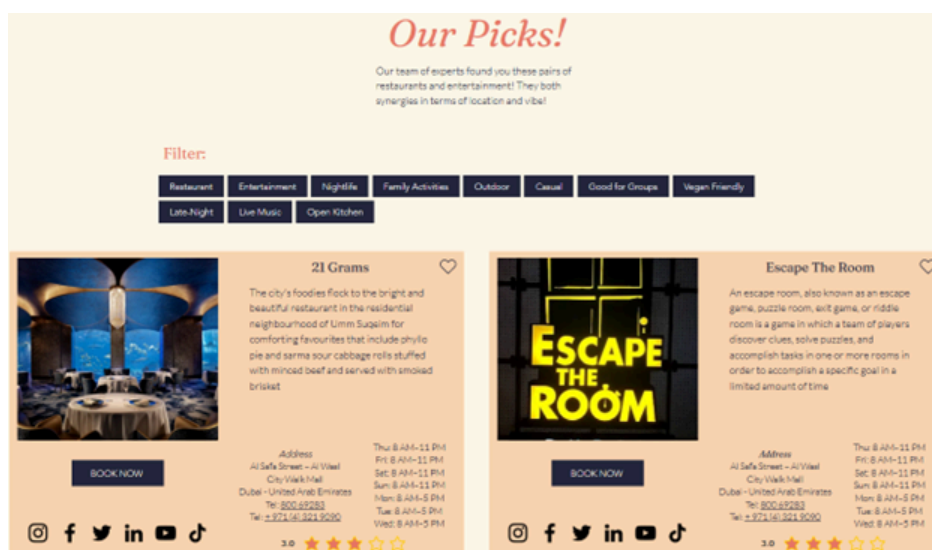 Our Picks!
Our team of experts found you these pairs of
restaurants and entertainment! They both
synergies in terms of location and vibe!
Filter:
Restaurant Entertainment Nightlife Family Activities Outdoor Casual Good for Groups Vegan Friendly
Late-Night Live Music Open Kitchen
21 Grams
The city's foodies flock to the bright and
beautiful restaurant in the residential
neighbourhood of Umm Suqeim for
comforting favourites that include phyllo
pie and sarma sour cabbage rolls stuffed
with minced beef and served with smoked
brisket
BOOK NOW
Address
Al Safa Street – Al Wasl
City Walk Mall
Dubai - United Arab Emirates
Tel: 800 69283
Tel: + 971 (4) 321 9090
Thu: 8 AM–11 PM
Fri: 8 AM–11 PM
Sat: 8 AM–11 PM
Sun: 8 AM–11 PM
Mon: 8 AM–5 PM
Tue: 8 AM–5 PM
Wed: 8 AM–5 PM
3.0
ESCAPE
THE
ROOM
Escape The Room
An escape room, also known as an escape
game, puzzle room, exit game, or riddle
room is a game in which a team of players
discover clues, solve puzzles, and
accomplish tasks in one or more rooms in
order to accomplish a specific goal in a
limited amount of time
BOOK NOW
Address
Al Safa Street – Al Wasl
City Walk Mall
Dubai - United Arab Emirates
Tel: 800 69283
Tel: + 971 (4) 321 9090
Thu: 8 AM–11 PM
Fri: 8 AM–11 PM
Sat: 8 AM–11 PM
Sun: 8 AM–11 PM
Mon: 8 AM–5 PM
Tue: 8 AM–5 PM
Wed: 8 AM–5 PM
3.0